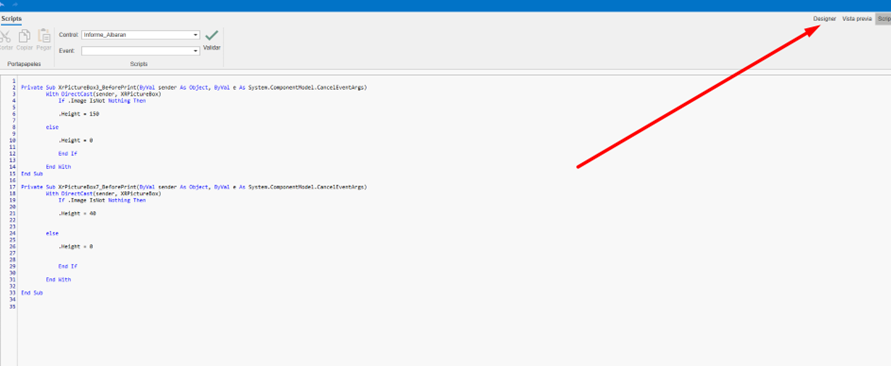 Scripts
Designer Vista previa
Copiar Pegar
Control: Informe_Albaran
Event:
Validar
Portapapeles
Scripts
1
2 Private Sub XrPictureBox3_BeforePrint(ByVal sender As Object, ByVal e As System.ComponentModel.CancelEventArgs)
3 With DirectCast(sender, XRPictureBox)
4 If .Image IsNot Nothing Then
5
6 .Height = 150
7
8 else
9
10 .Height = 0
11
12 End If
13
14 End With
15 End Sub
16
17 Private Sub XrPictureBox7_BeforePrint(ByVal sender As Object, ByVal e As System.ComponentModel.CancelEventArgs)
18 With DirectCast(sender, XRPictureBox)
19 If .Image IsNot Nothing Then
20
21 .Height = 40
22
23
24 else
25
26 .Height = 0
27
28
29 End If
30
31 End With
32
33 End Sub
34
35